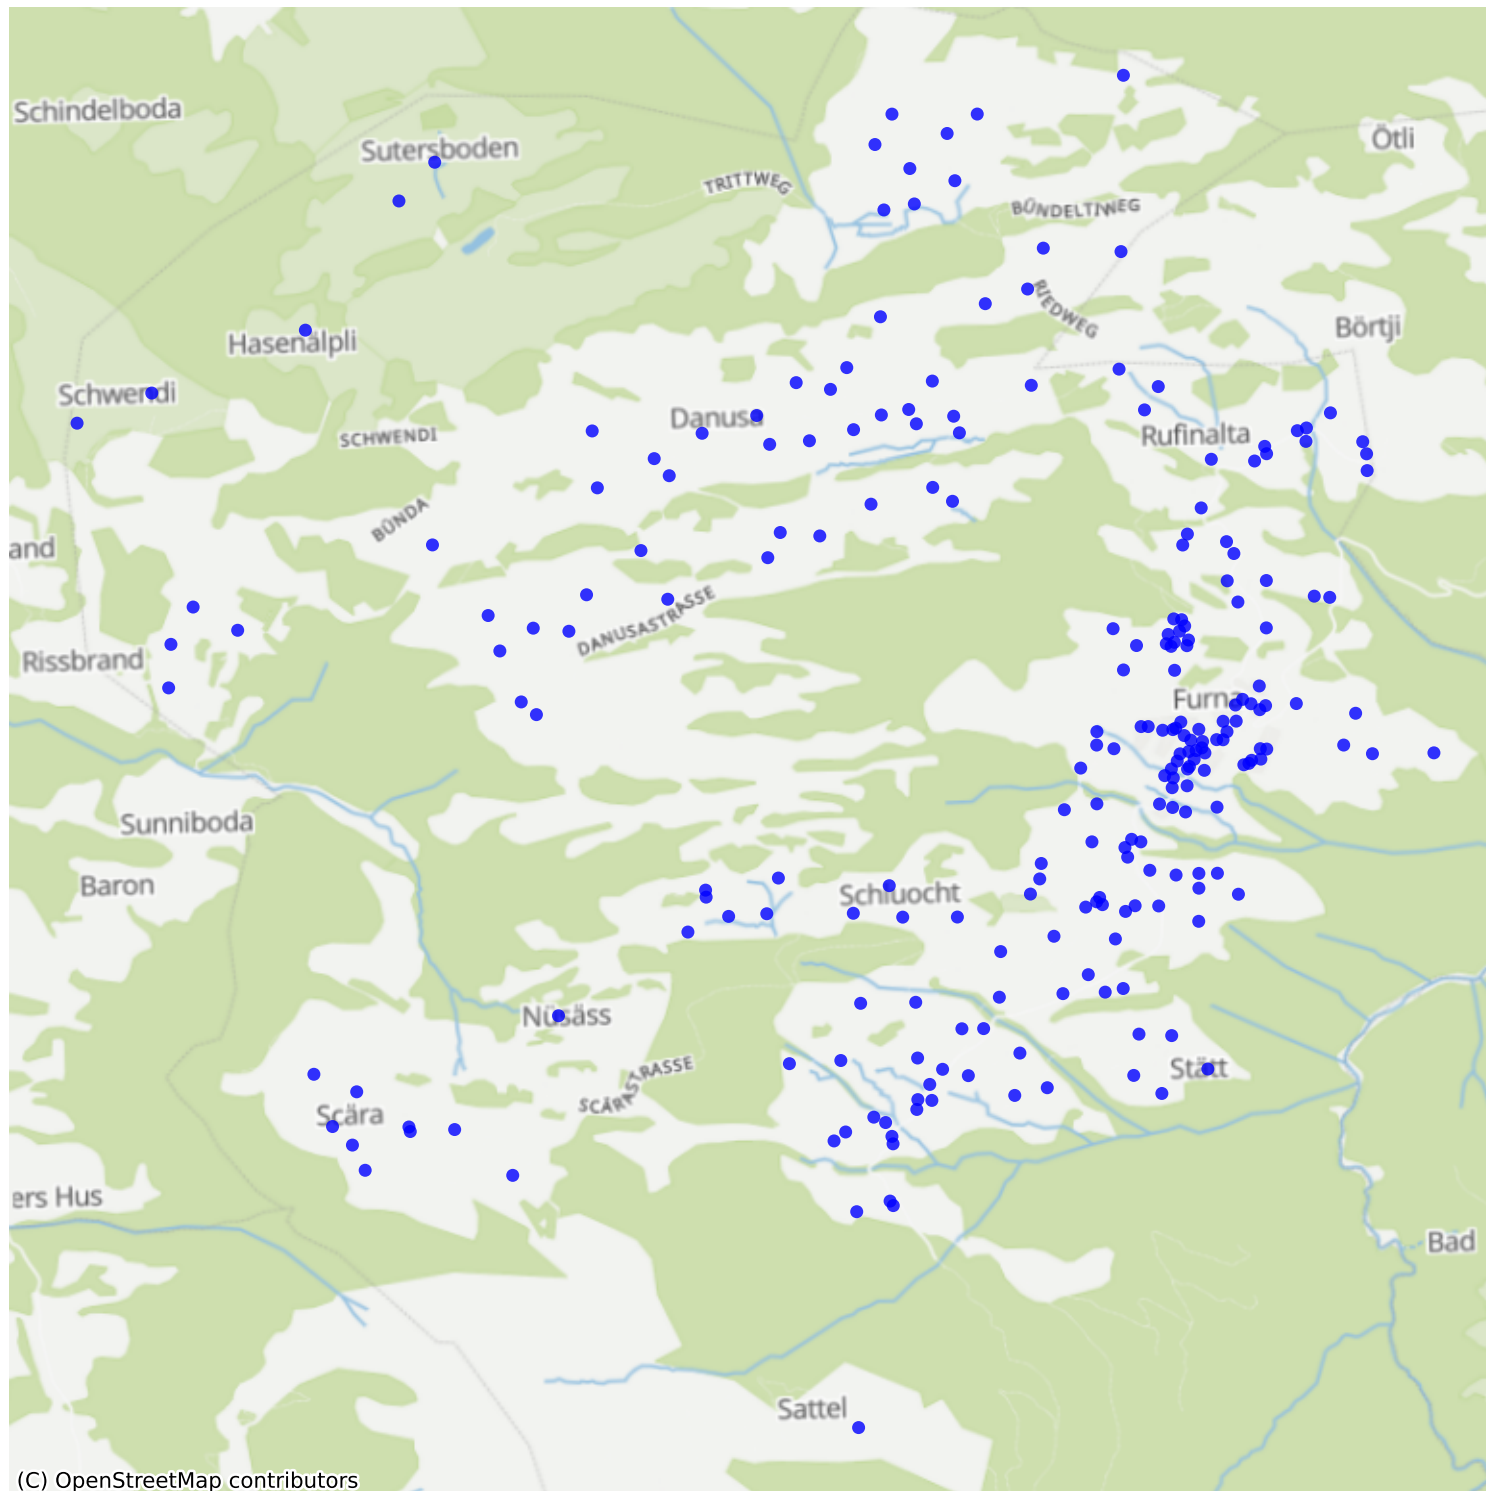 Schindelboda
Ötli
Sutersboden
TRITTWEG
BÜNDELTIWEG
RIEDWEG
Börtji
Hasenälpli
Schwendi
Danusa
SCHWENDI
Rufinalta
BÜNDA
and
DANUSASTRASSE
Rissbrand
Furna
Sunniboda
Baron
Schluocht
Nüsäss
Stätt
SCÄRASTRASSE
Scära
ers Hus
Bad
Sattel
(C) OpenStreetMap contributors